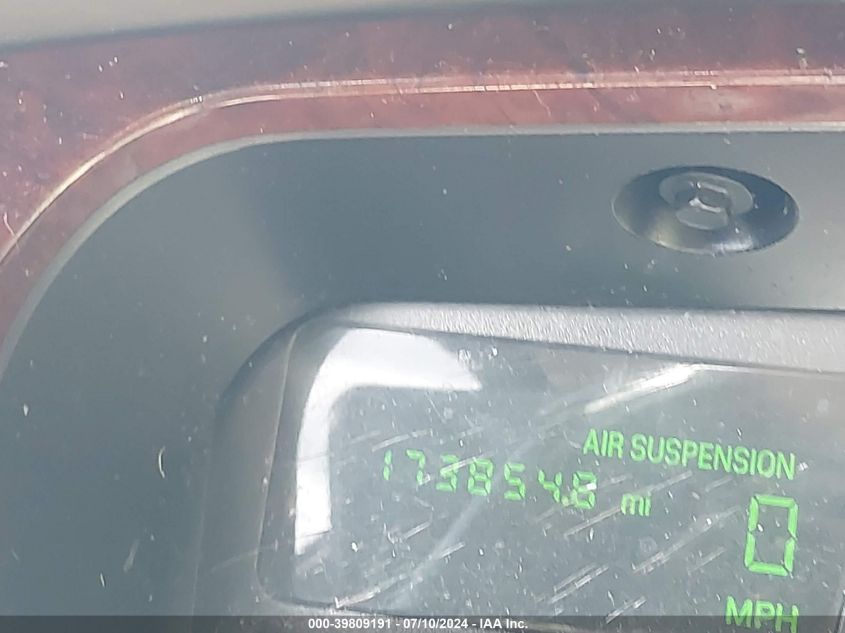 AIR SUSPENSION
173854.8 mi
0
MPH
000-39809191 - 07/10/2024 - IAA Inc.